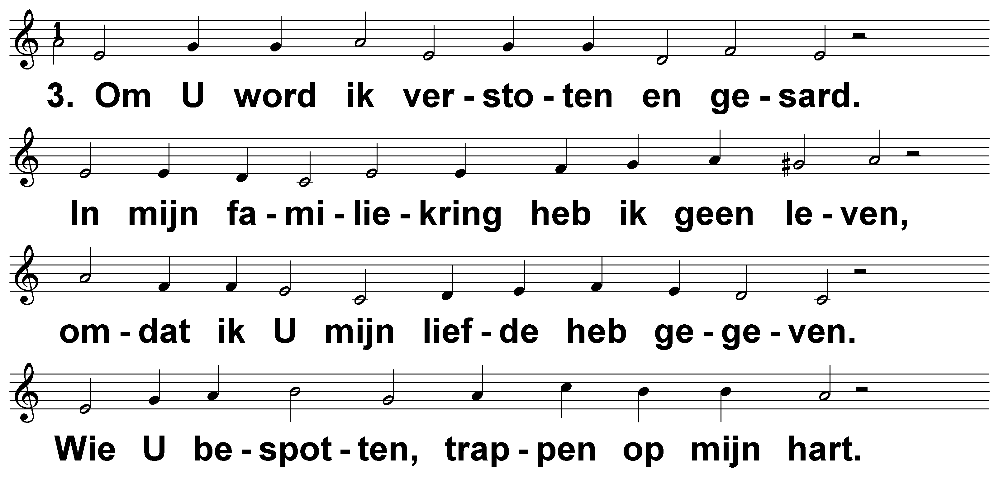 1
3. Om U word ik ver - sto - ten en ge - sard.
In mijn fa - mi - lie - kring heb ik geen le - ven,
om - dat ik U mijn lief - de heb ge - ge - ven.
Wie U be - spot - ten, trap - pen op mijn hart.